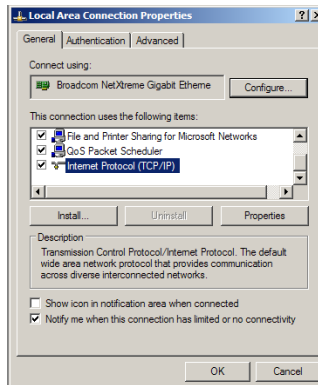 Local Area Connection Properties
General Authentication Advanced
Connect using:
Broadcom NetXtreme Gigabit Etherne Configure...
This connection uses the following items:
File and Printer Sharing for Microsoft Networks
QoS Packet Scheduler
Internet Protocol (TCP/IP)
Install... Uninstall Properties
Description
Transmission Control Protocol/Internet Protocol. The default
wide area network protocol that provides communication
across diverse interconnected networks.
Show icon in notification area when connected
Notify me when this connection has limited or no connectivity
OK Cancel